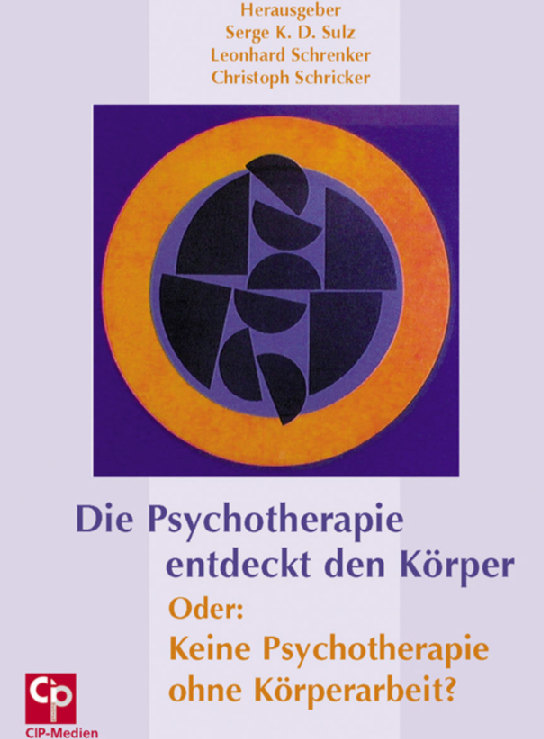 Herausgeber
Serge K. D. Sulz
Leonhard Schrenker
Christoph Schricker
Die Psychotherapie
entdeckt den Körper
Oder:
Keine Psychotherapie
ohne Körperarbeit?
Cip
CIP-Medien